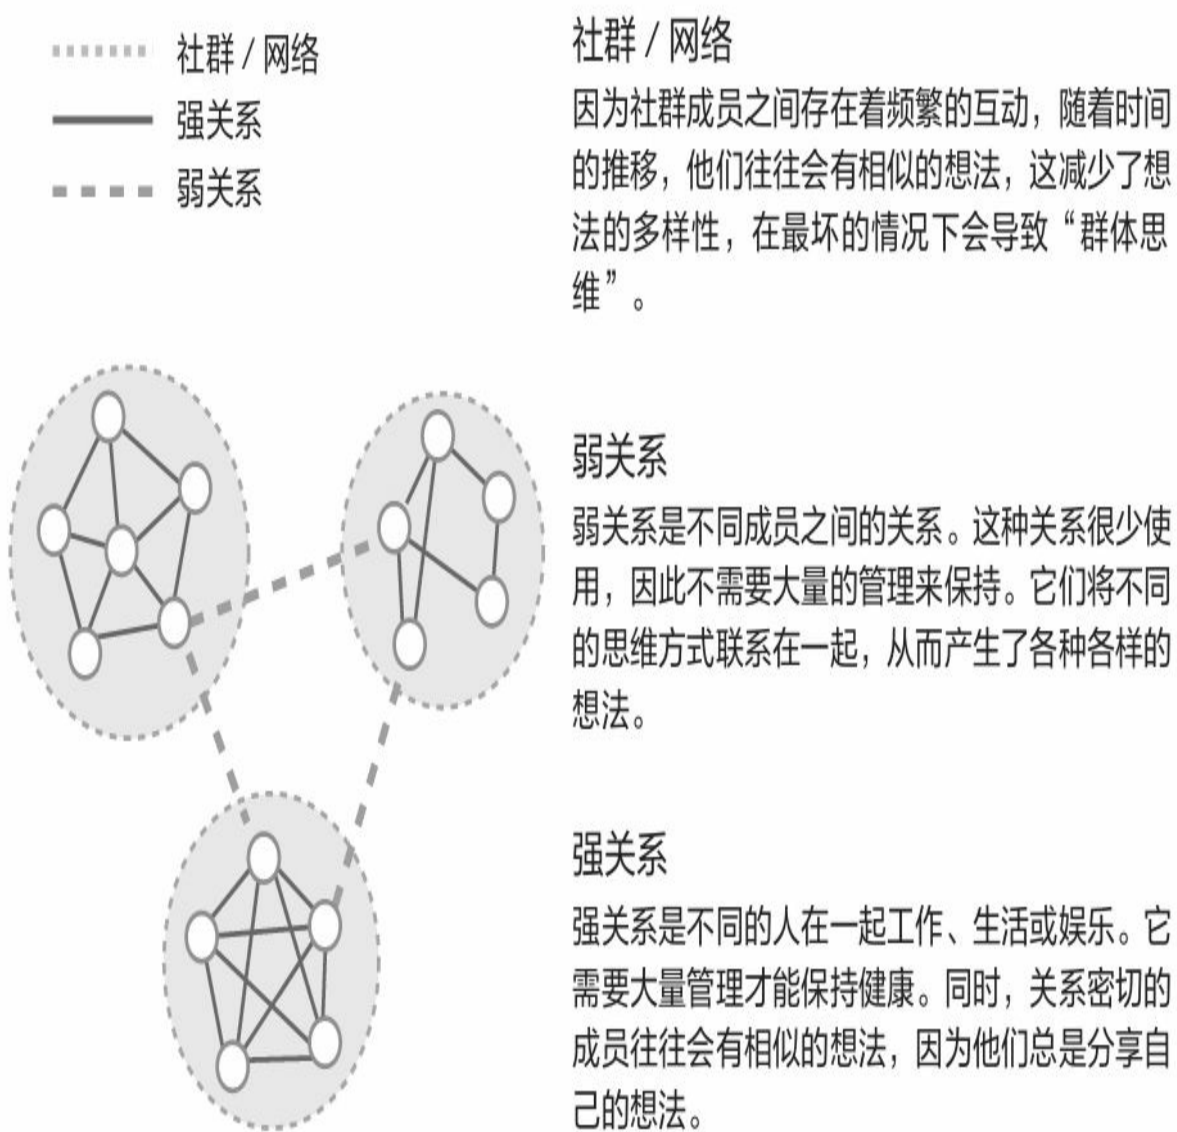 社群 / 网络
强关系
弱关系
社群 / 网络
因为社群成员之间存在着频繁的互动，随着时间
的推移，他们往往会有相似的想法，这减少了想
法的多样性，在最坏的情况下会导致“群体思
维”。
弱关系
弱关系是不同成员之间的关系。这种关系很少使
用，因此不需要大量的管理来保持。它们将不同
的思维方式联系在一起，从而产生了各种各样的
想法。
强关系
强关系是不同的人在一起工作、生活或娱乐。它
需要大量管理才能保持健康。同时，关系密切的
成员往往会有相似的想法，因为他们总是分享自
己的想法。